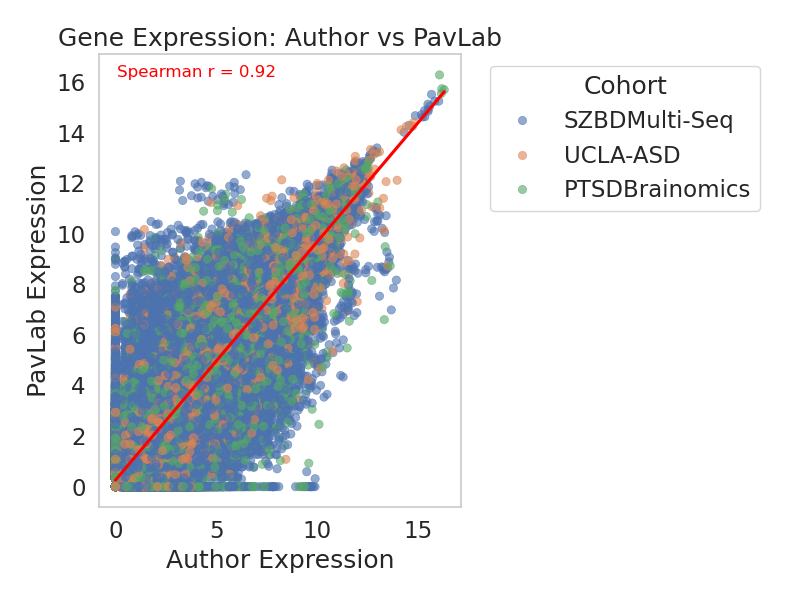 Gene Expression: Author vs PavLab
Spearman r = 0.92
16
14
12
10
8
6
4
2
0
PavLab Expression
0 5 10 15
Author Expression
Cohort
SZBDMulti-Seq
UCLA-ASD
PTSDBrainomics